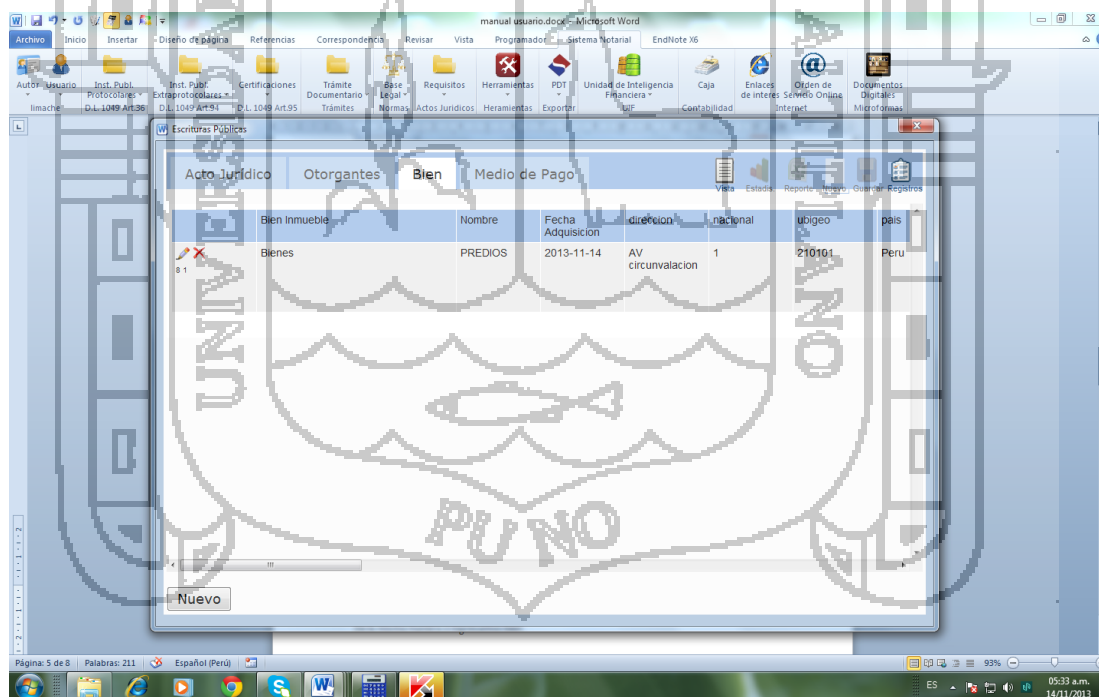 manual usuario.docx - Microsoft Word
Archivo Inicio Insertar Diseño de página Referencias Correspondencia Revisar Vista Programador Sistema Notarial EndNote X6
Autor Usuario Inst. Publ. Protocolares Inst. Publ. Extraprotocolares Certificaciones Trámite Documentario Base Legal Requisitos Herramientas PDT Unidad de Inteligencia Financiera Caja Enlaces de interes Orden de Servicio Online Documentos Digitales
limache D.L. 1049 Art.36 D.L. 1049 Art.94 D.L. 1049 Art.95 Trámites Normas Actos Juridicos Heramientas Exportar UIF Contabilidad Internet Microformas
Escrituras Públicas
Acto Jurídico Otorgantes Bien Medio de Pago
Vista Estadis. Reporte Nuevo Guardar Registros
Bien Inmueble Nombre Fecha Adquisicion direccion nacional ubigeo pais
Bienes PREDIOS 2013-11-14 AV circunvalacion 1 210101 Peru
8 1
Nuevo
Página: 5 de 8 Palabras: 211 Español (Perú) 93%
ES 05:33 a.m.
14/11/2013
UNIVERSIDAD
ALTIPLANO
PUNO